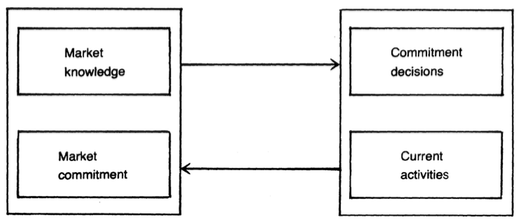 Market
knowledge
Commitment
decisions
Market
commitment
Current
activities